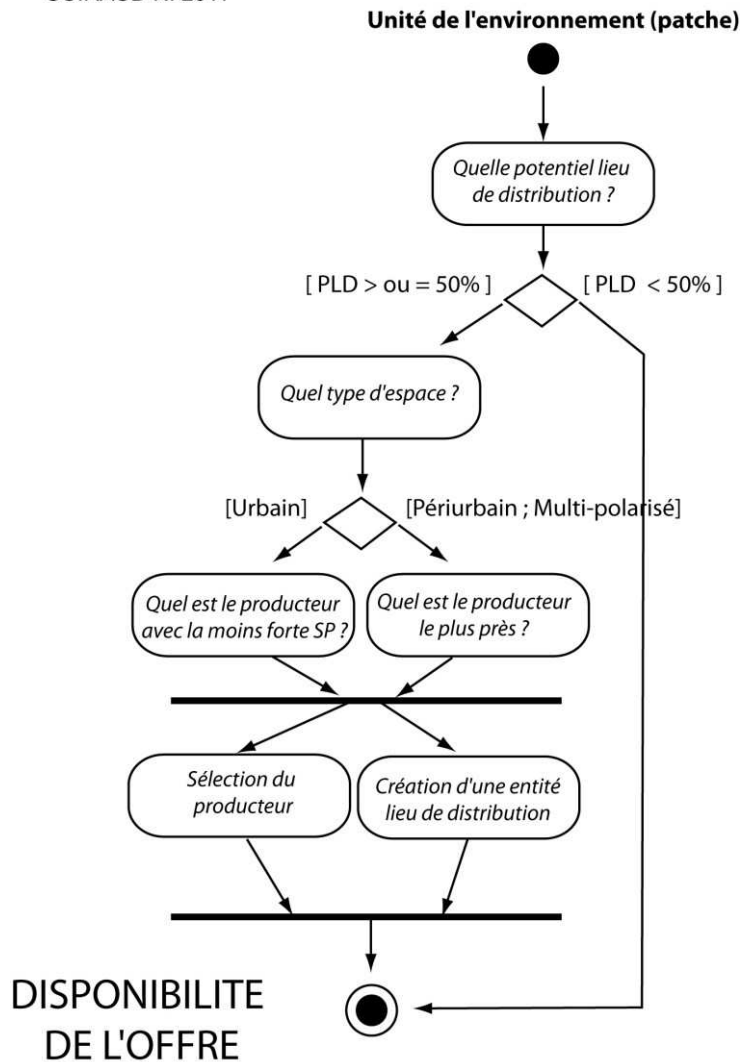 Unité de l'environnement (patche)
Quelle potentiel lieu
de distribution ?
[ PLD > ou = 50% ]
[ PLD < 50% ]
Quel type d'espace ?
[Urbain]
[Périurbain ; Multi-polarisé]
Quel est le producteur
avec la moins forte SP ?
Quel est le producteur
le plus près ?
Sélection du
producteur
Création d'une entité
lieu de distribution
DISPONIBILITE
DE L'OFFRE